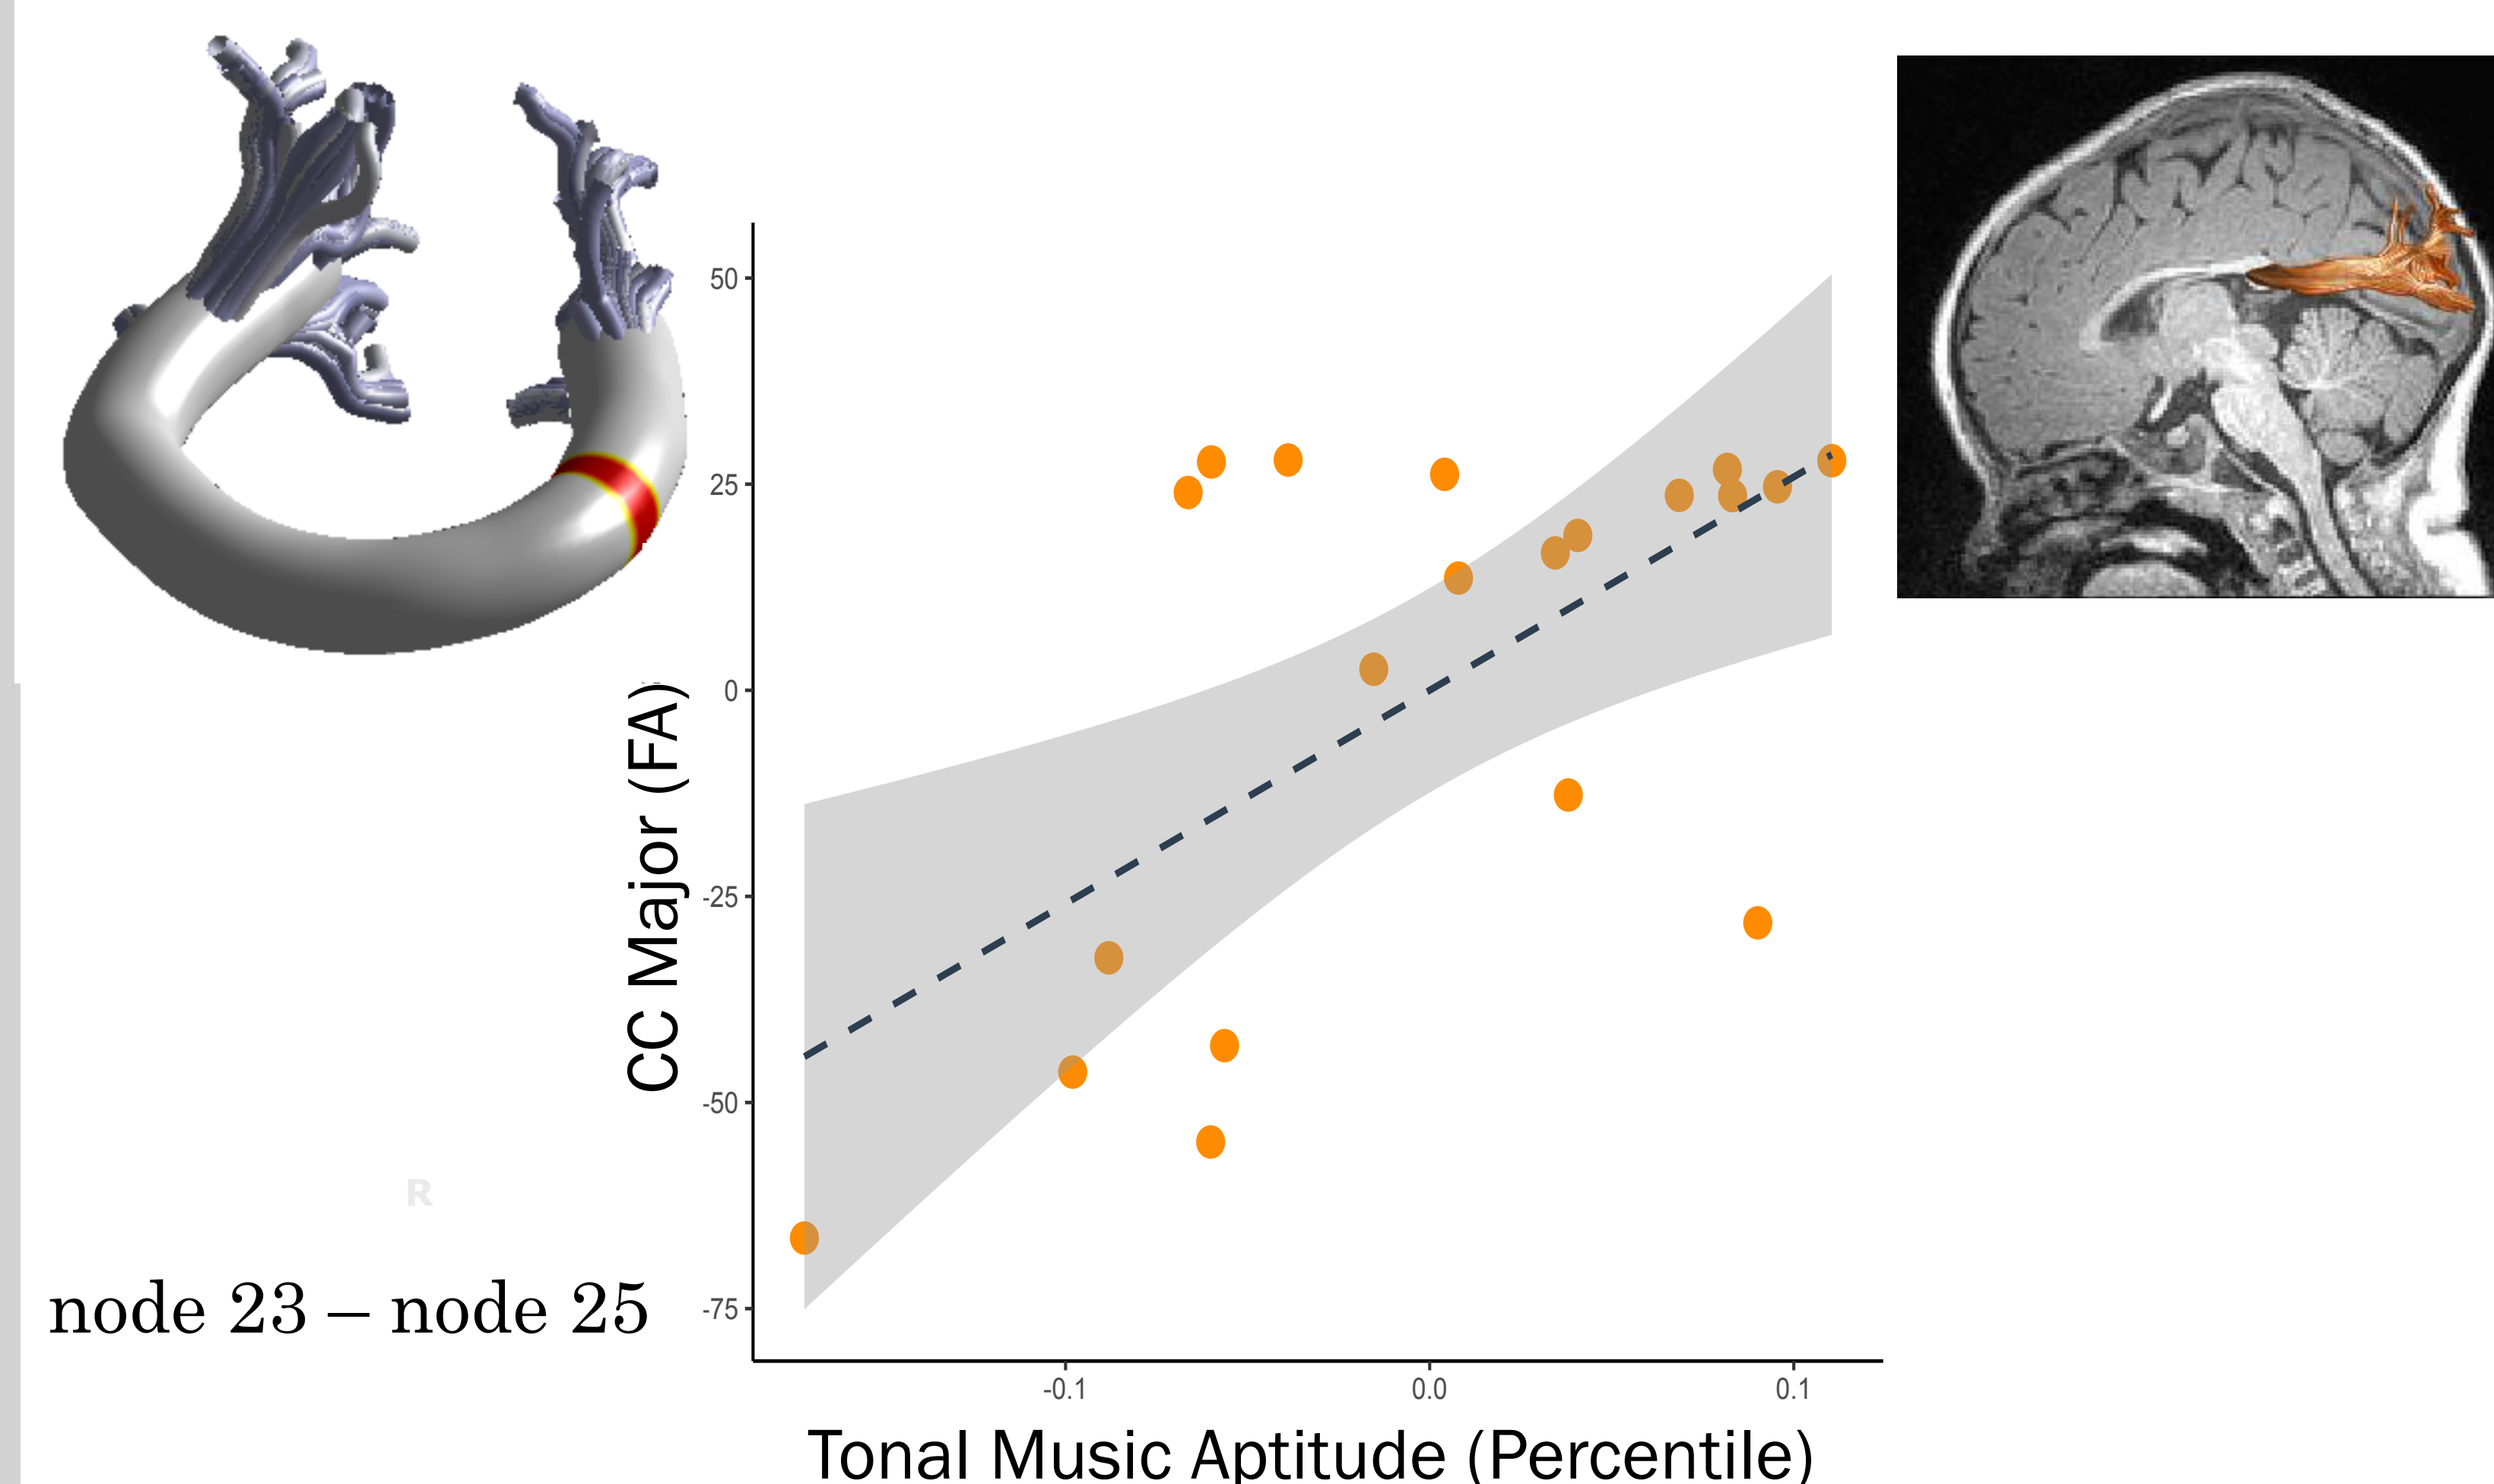 50
25
0
-25
-50
-75
CC Major (FA)
-0.1
0.0
0.1
Tonal Music Aptitude (Percentile)
R
node 23 – node 25